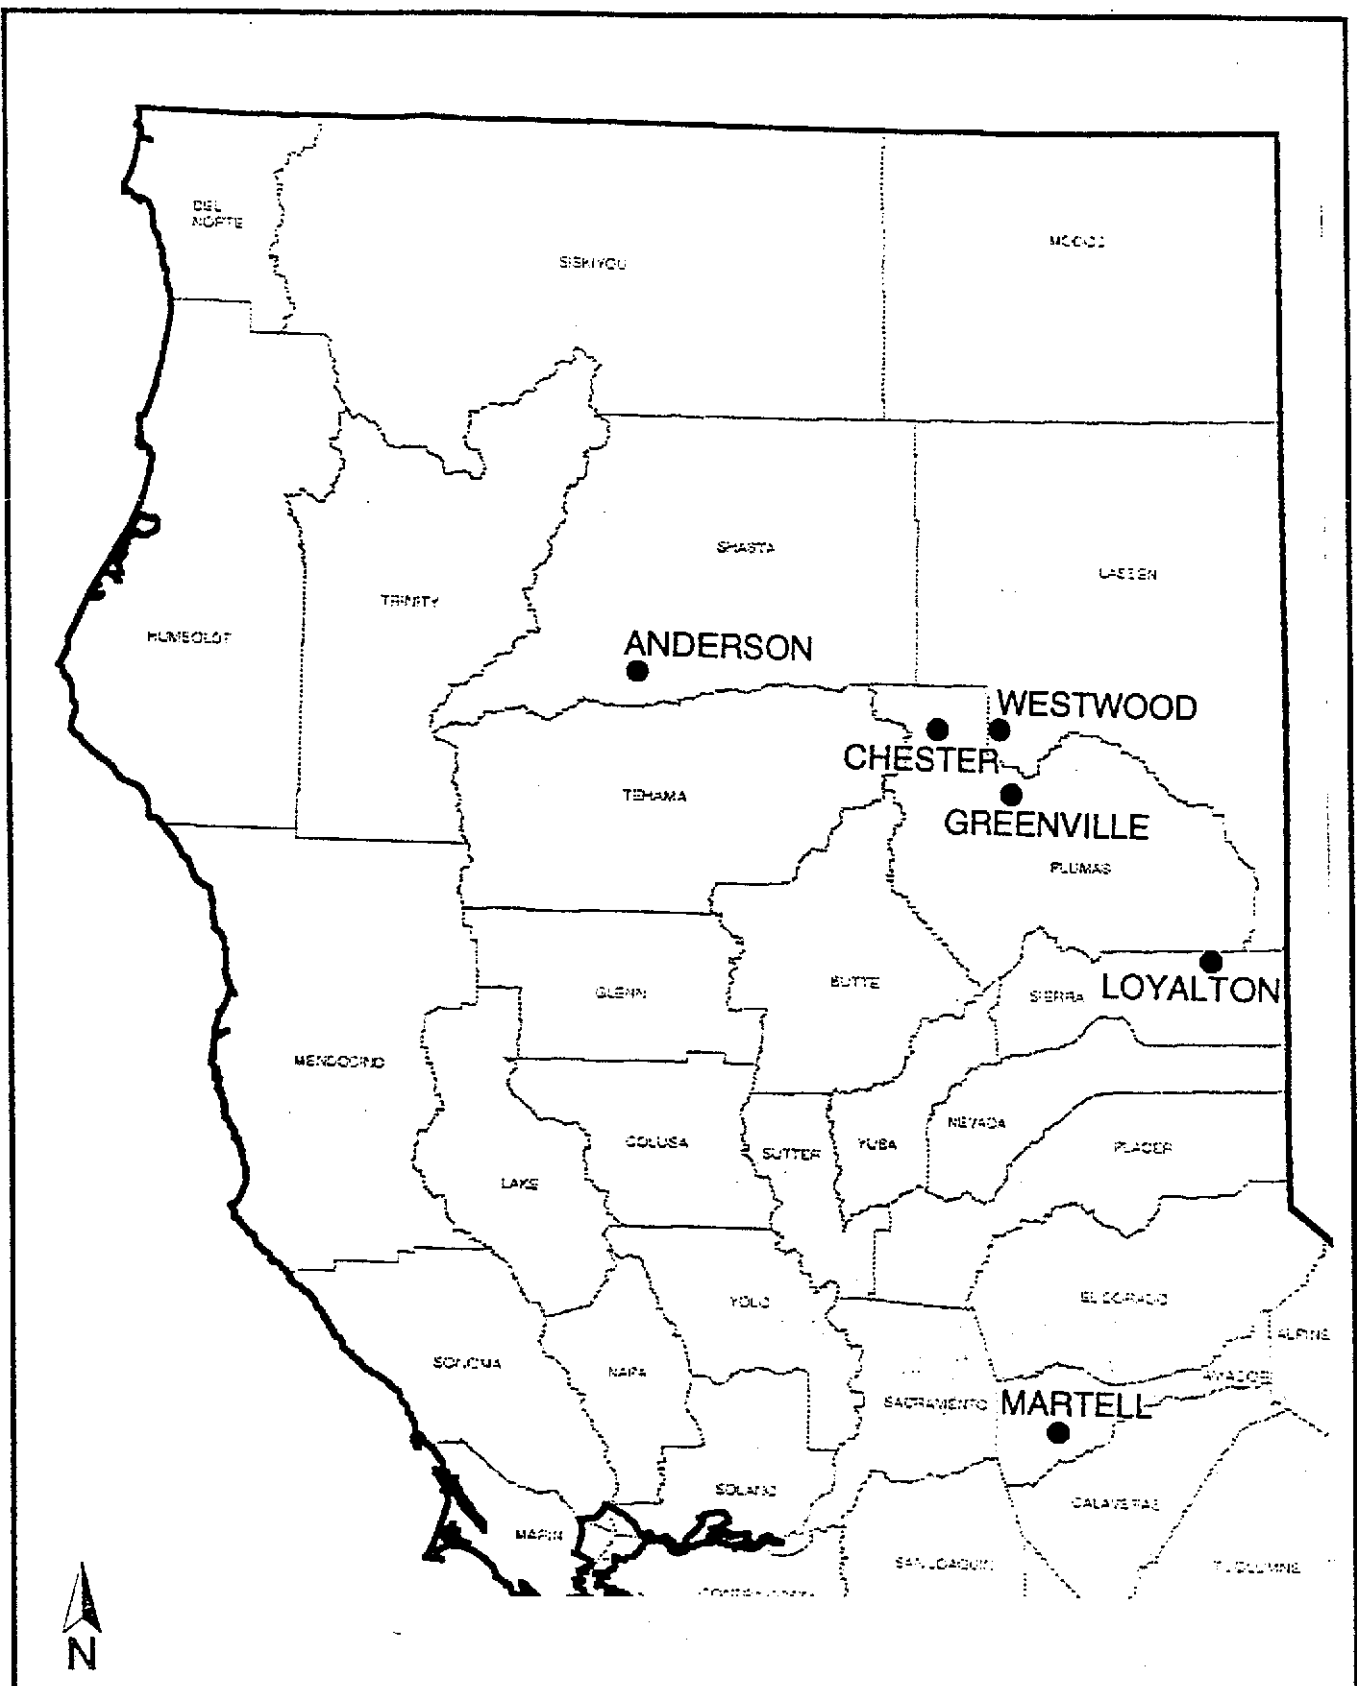 DEL
NORTE
SISKIYOU
MODOC
SHASTA
LASSEN
TRINITY
HUMBOLDT
ANDERSON
WESTWOOD
CHESTER
TEHAMA
GREENVILLE
PLUMAS
BUTTE
GLENN
SIERRA
LOYALTON
MENDOCINO
NEVADA
COLUSA
SUTTER
YUBA
PLACER
LAKE
YOLO
EL DORADO
ALPINE
SONOMA
NAPA
AMADOR
SACRAMENTO
MARTELL
SOLANO
CALAVERAS
MARIN
SAN JOAQUIN
TUOLUMNE
N